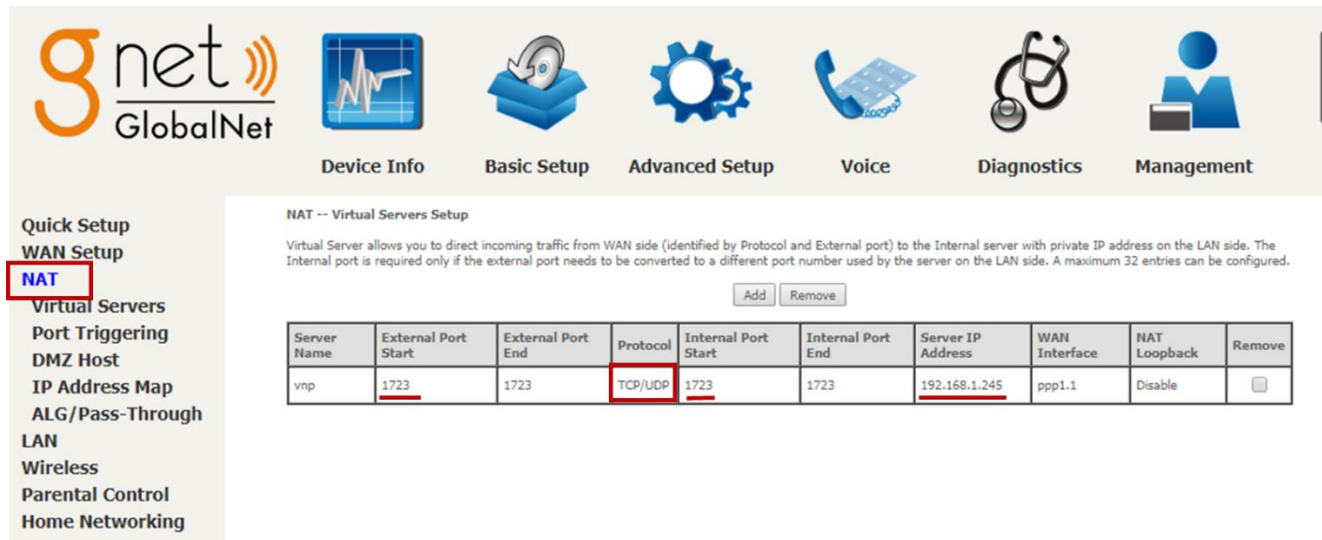 gnet
GlobalNet
Device Info
Basic Setup
Advanced Setup
Voice
Diagnostics
Management
Quick Setup
WAN Setup
NAT
Virtual Servers
Port Triggering
DMZ Host
IP Address Map
ALG/Pass-Through
LAN
Wireless
Parental Control
Home Networking
NAT -- Virtual Servers Setup
Virtual Server allows you to direct incoming traffic from WAN side (identified by Protocol and External port) to the Internal server with private IP address on the LAN side. The
Internal port is required only if the external port needs to be converted to a different port number used by the server on the LAN side. A maximum 32 entries can be configured.
Add Remove
Server Name External Port Start External Port End Protocol Internal Port Start Internal Port End Server IP Address WAN Interface NAT Loopback Remove
vnp 1723 1723 TCP/UDP 1723 1723 192.168.1.245 ppp1.1 Disable